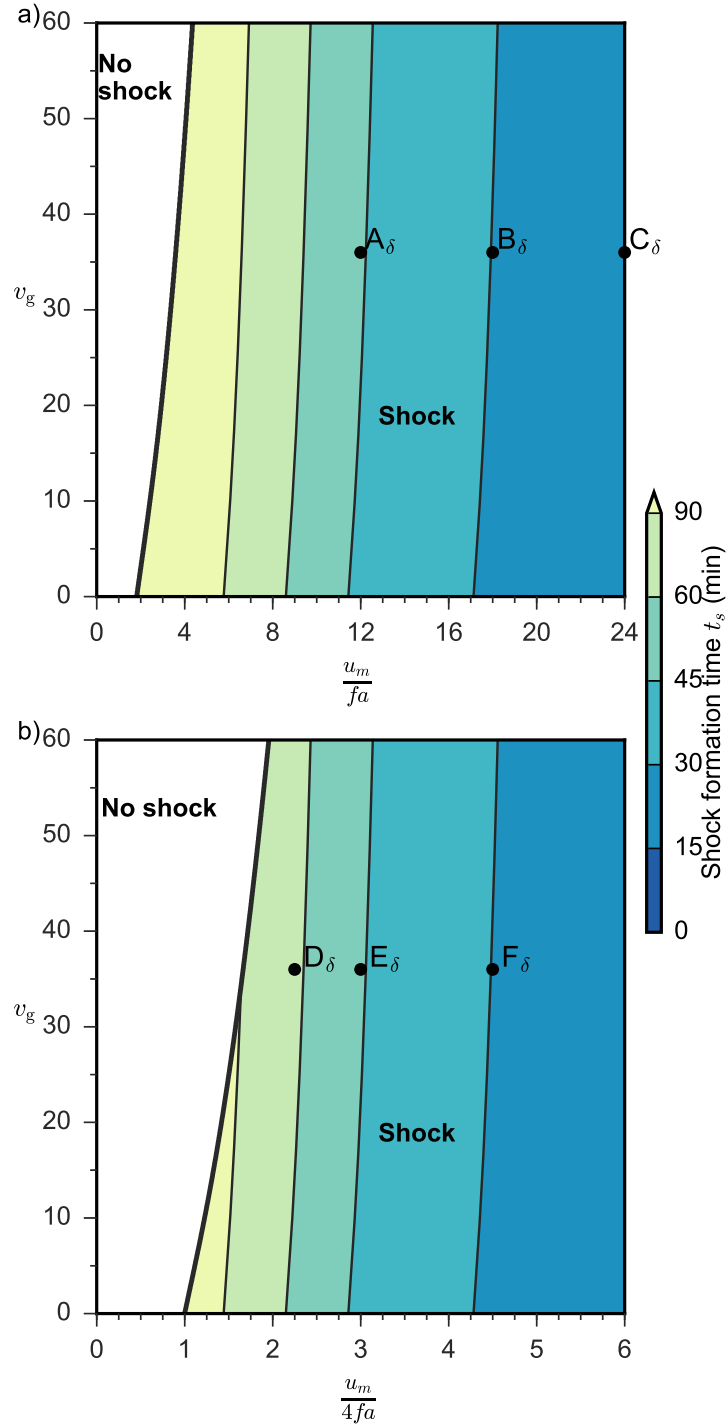 a)
60
50
40
30
20
10
0
v_g
No
shock
A_δ
B_δ
C_δ
Shock
0 4 8 12 16 20 24
u_m
fa
90
60
45
30
15
0
Shock formation time t_s (min)
b)
60
50
40
30
20
10
0
v_g
No shock
D_δ
E_δ
F_δ
Shock
0 1 2 3 4 5 6
u_m
4fa